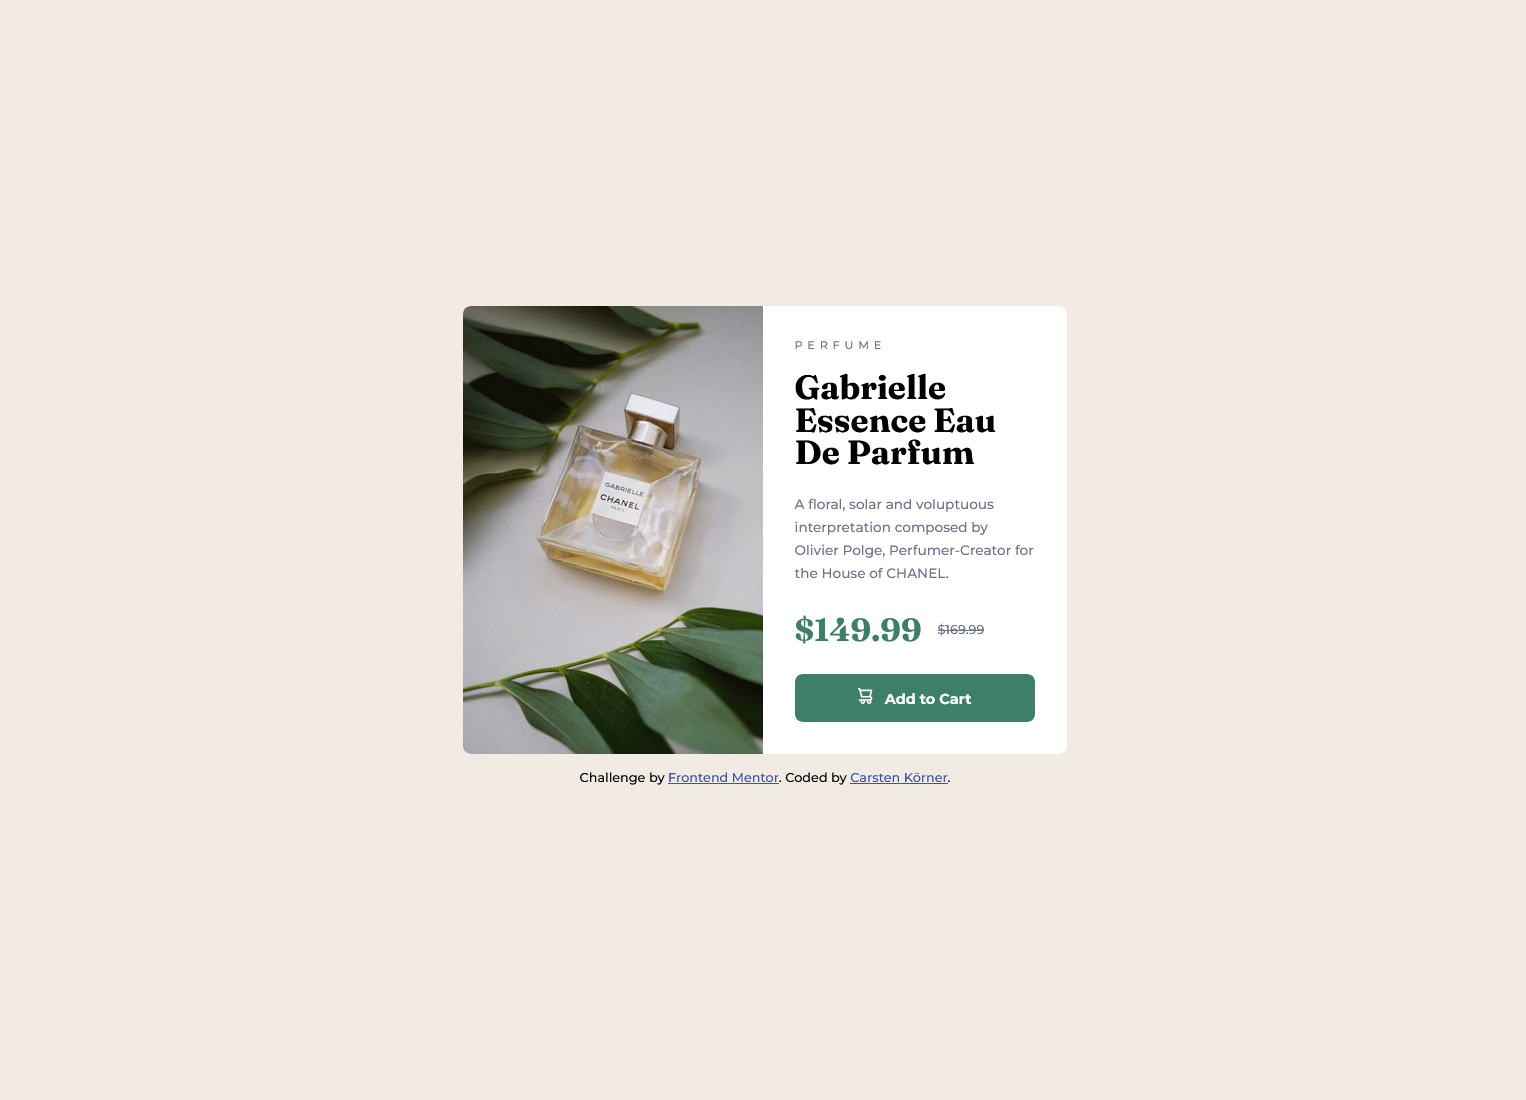 GABRIELLE
CHANEL
PARIS
PERFUME
Gabrielle
Essence Eau
De Parfum
A floral, solar and voluptuous
interpretation composed by
Olivier Polge, Perfumer-Creator for
the House of CHANEL.
$149.99 $169.99
Add to Cart
Challenge by Frontend Mentor. Coded by Carsten Körner.